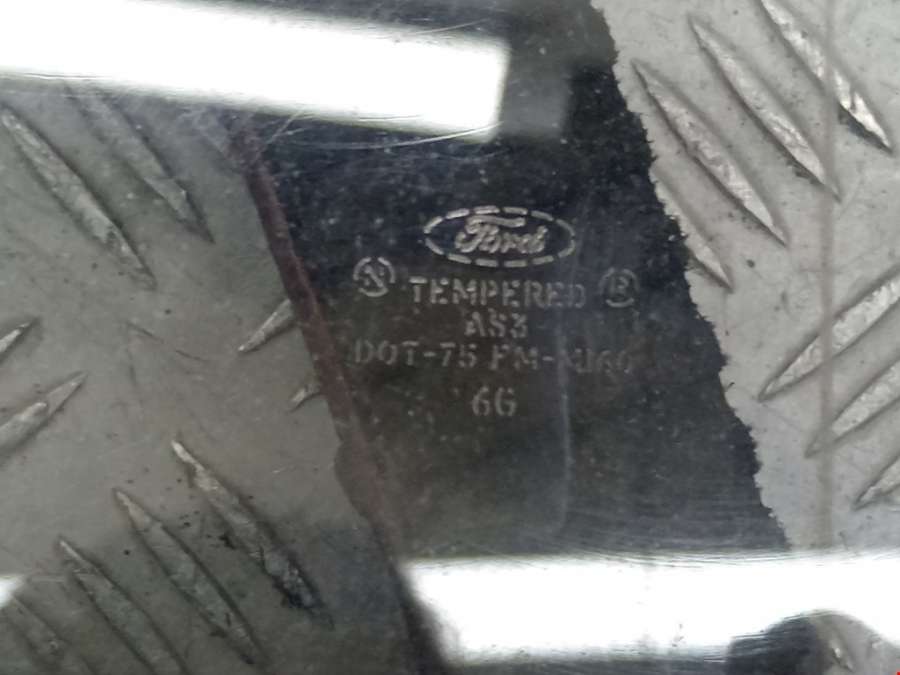 Ford
TEMPERED
AS3
DOT-75
6G